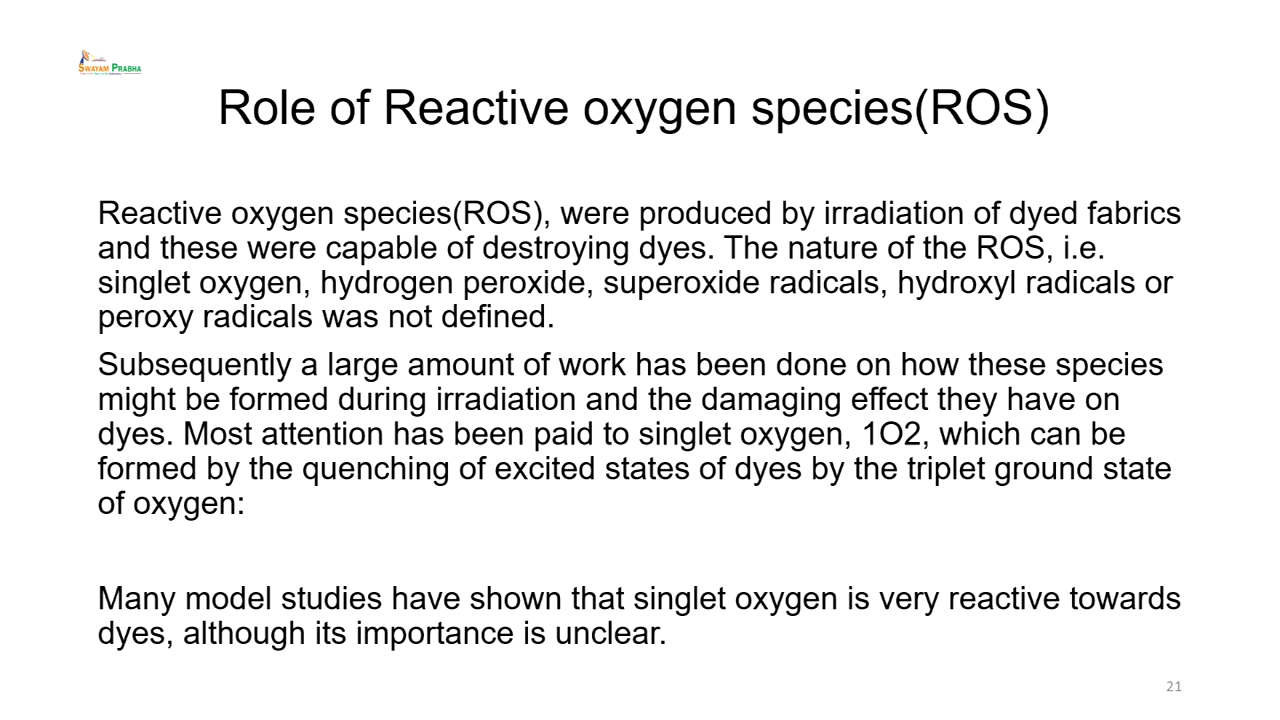 SWAYAM PRABHA
Role of Reactive oxygen species(ROS)
Reactive oxygen species(ROS), were produced by irradiation of dyed fabrics
and these were capable of destroying dyes. The nature of the ROS, i.e.
singlet oxygen, hydrogen peroxide, superoxide radicals, hydroxyl radicals or
peroxy radicals was not defined.
Subsequently a large amount of work has been done on how these species
might be formed during irradiation and the damaging effect they have on
dyes. Most attention has been paid to singlet oxygen, 1O2, which can be
formed by the quenching of excited states of dyes by the triplet ground state
of oxygen:
Many model studies have shown that singlet oxygen is very reactive towards
dyes, although its importance is unclear.
21